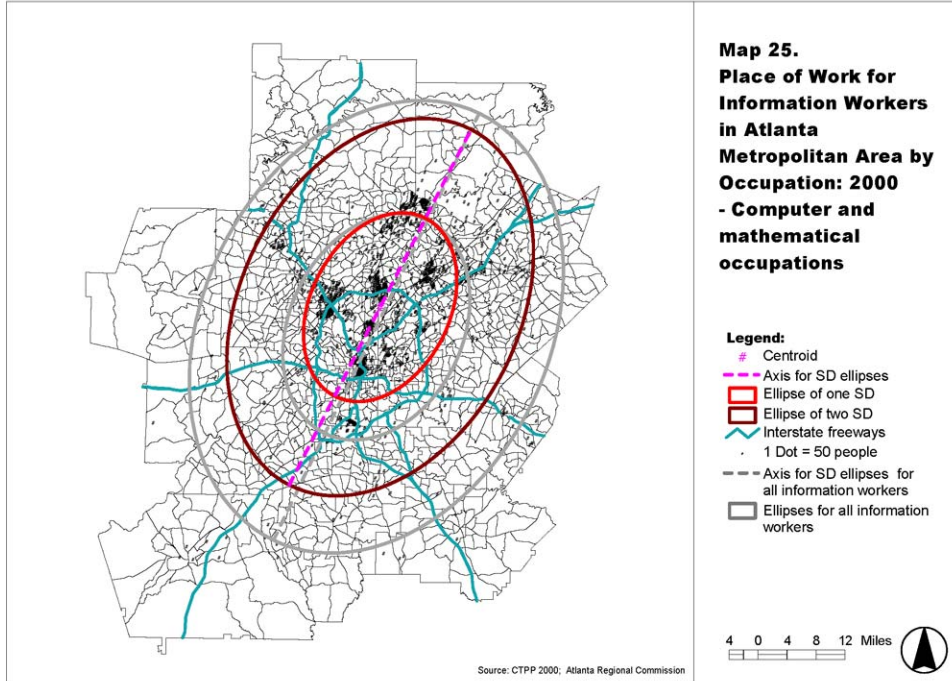 Map 25.
Place of Work for
Information Workers
in Atlanta
Metropolitan Area by
Occupation: 2000
- Computer and
mathematical
occupations
Legend:
# Centroid
Axis for SD ellipses
Ellipse of one SD
Ellipse of two SD
Interstate freeways
1 Dot = 50 people
Axis for SD ellipses for
all information workers
Ellipses for all information
workers
4 0 4 8 12 Miles
Source: CTPP 2000; Atlanta Regional Commission